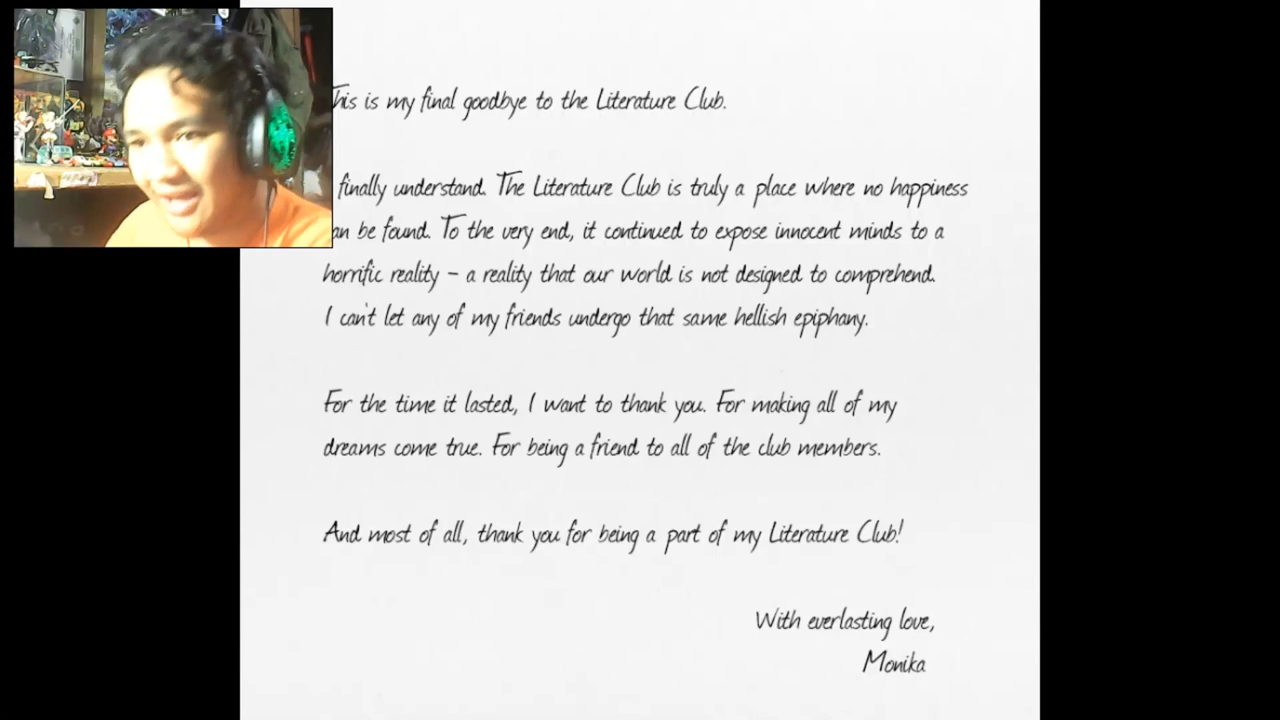 This is my final goodbye to the Literature Club.
finally understand. The Literature Club is truly a place where no happiness
an be found. To the very end, it continued to expose innocent minds to a
horrific reality - a reality that our world is not designed to comprehend.
I can't let any of my friends undergo that same hellish epiphany.
For the time it lasted, I want to thank you. For making all of my
dreams come true. For being a friend to all of the club members.
And most of all, thank you for being a part of my Literature Club!
With everlasting love,
Monika